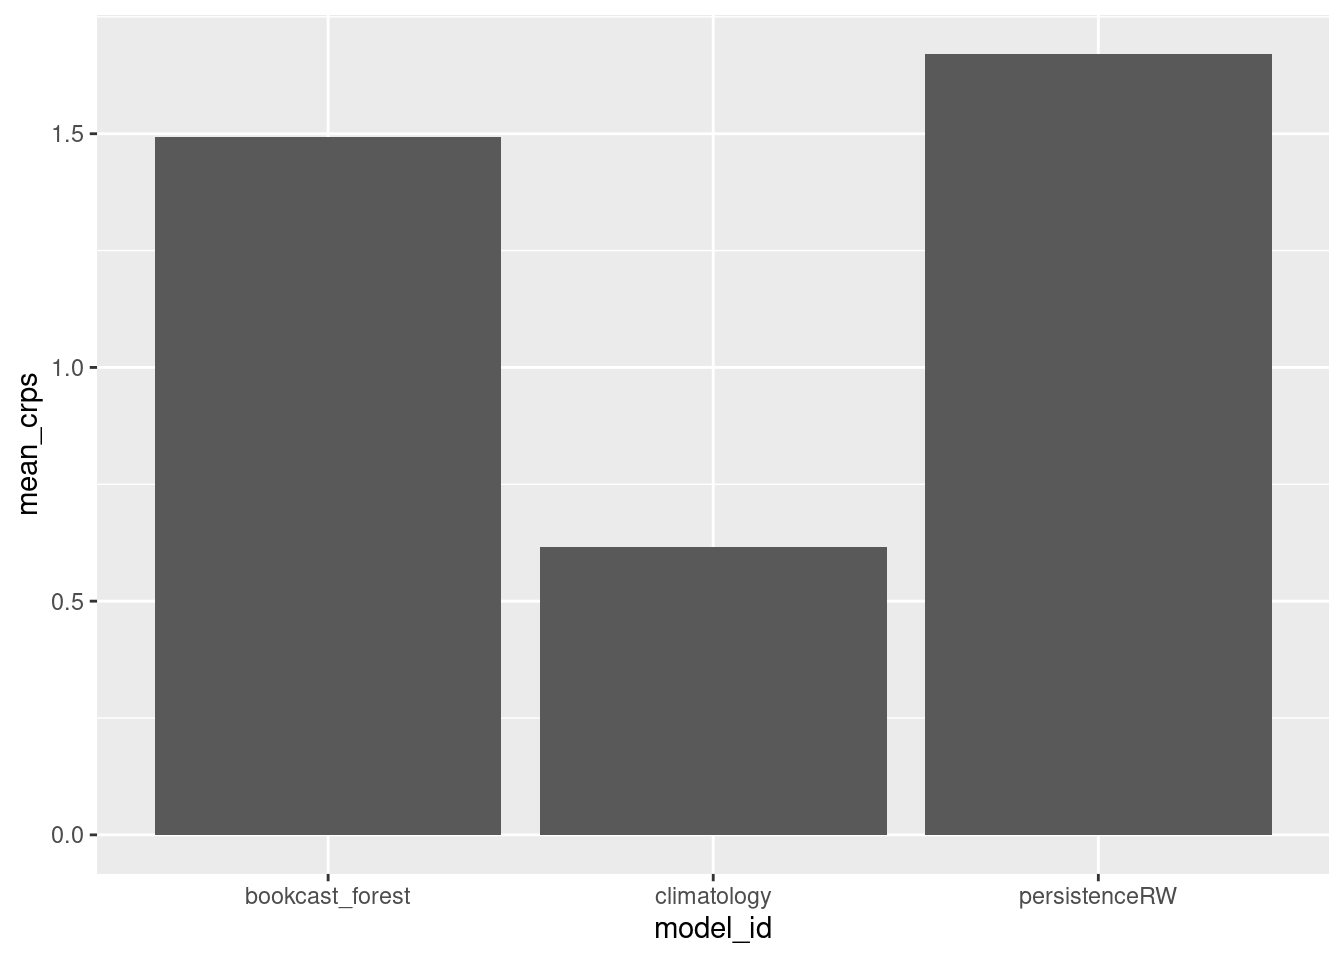 mean_crps
1.5
1.0
0.5
0.0
bookcast_forest
climatology
persistenceRW
model_id